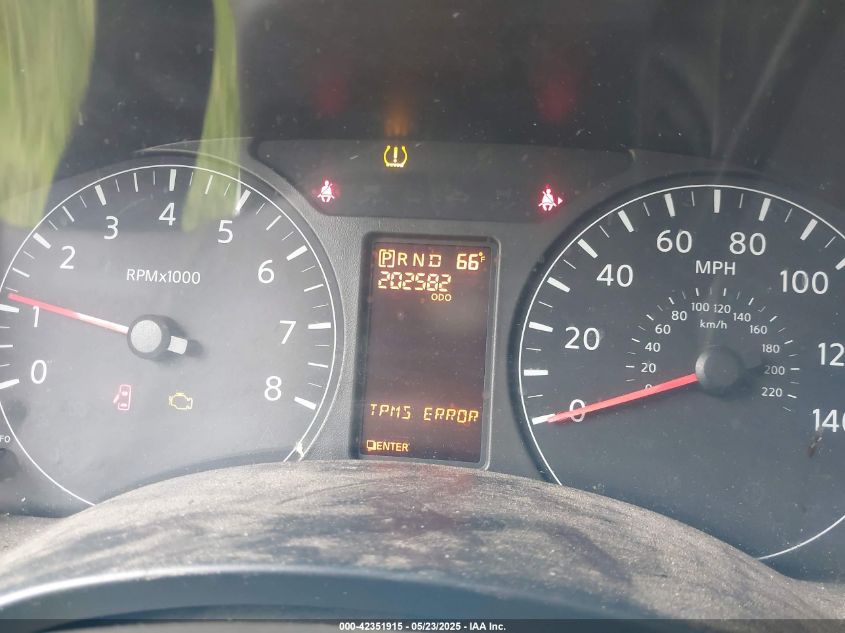 0 1 2 3 4 5 6 7 8
RPMx1000
P R N D 66°F
202582
ODO
TPMS ERROR
ENTER
0 20 40 60 80 100 140
MPH
0 20 40 60 80 100 120 140 160 180 200 220
km/h
000-42351915 - 05/23/2025 - IAA Inc.